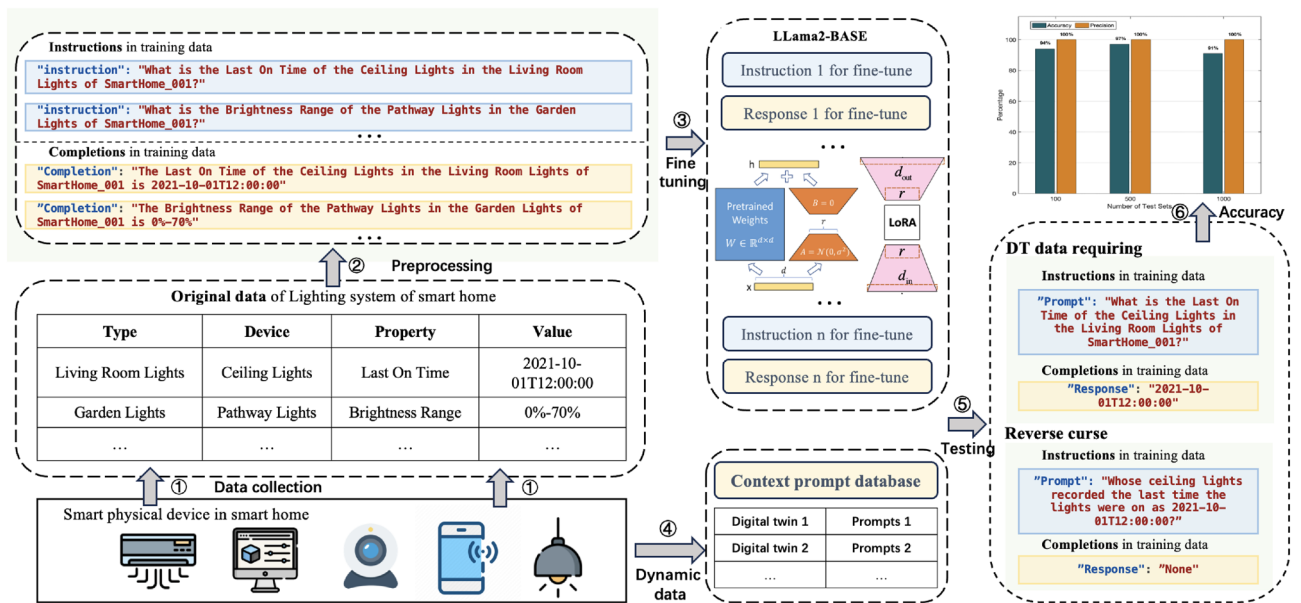 Instructions in training data
"instruction": "What is the Last On Time of the Ceiling Lights in the Living Room
Lights of SmartHome_001?"
"instruction": "What is the Brightness Range of the Pathway Lights in the Garden
Lights of SmartHome_001?"
...
Completions in training data
"Completion": "The Last On Time of the Ceiling Lights in the Living Room Lights of
SmartHome_001 is 2021-10-01T12:00:00"
"Completion": "The Brightness Range of the Pathway Lights in the Garden Lights of
SmartHome_001 is 0%-70%"
...
② Preprocessing
Original data of Lighting system of smart home
Type Device Property Value
Living Room Lights Ceiling Lights Last On Time 2021-10-
01T12:00:00
Garden Lights Pathway Lights Brightness Range 0%-70%
... ... ... ...
① Data collection ①
Smart physical device in smart home
③
Fine
tuning
LLama2-BASE
Instruction 1 for fine-tune
Response 1 for fine-tune
...
h
Pretrained
Weights
W ∈ ℝ^{d×d}
B = 0
r
A = 𝒩(0, σ²)
d
x
d_out
r
LoRA
r
d_in
...
Instruction n for fine-tune
Response n for fine-tune
④
Dynamic
data
Context prompt database
Digital twin 1 Prompts 1
Digital twin 2 Prompts 2
... ...
⑤
Testing
Accuracy Precision
Percentage
100
80
60
40
20
0
94% 100% 97% 100% 91% 100%
100 500 1000
Number of Test Sets
⑥ Accuracy
DT data requiring
Instructions in training data
"Prompt": "What is the Last On
Time of the Ceiling Lights in
the Living Room Lights of
SmartHome_001?"
Completions in training data
"Response": "2021-10-
01T12:00:00"
Reverse curse
Instructions in training data
"Prompt": "Whose ceiling lights
recorded the last time the
lights were on as 2021-10-
01T12:00:00?"
Completions in training data
"Response": "None"